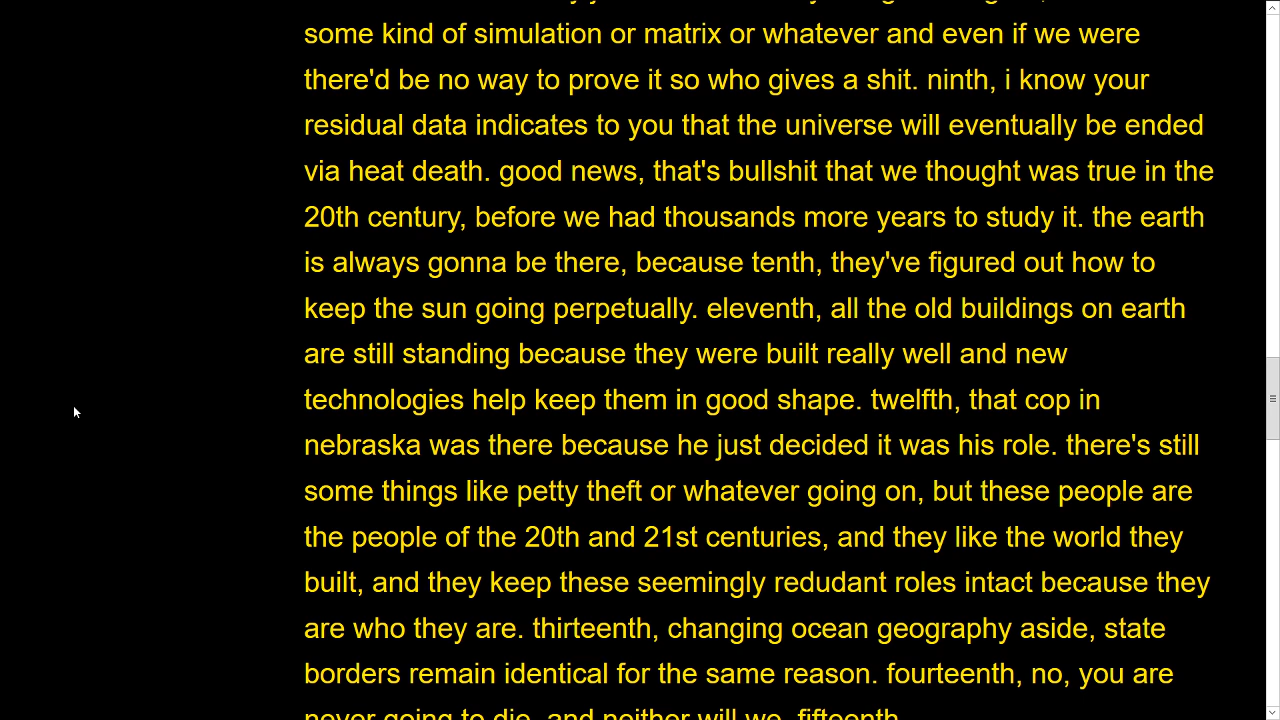 some kind of simulation or matrix or whatever and even if we were
there'd be no way to prove it so who gives a shit. ninth, i know your
residual data indicates to you that the universe will eventually be ended
via heat death. good news, that's bullshit that we thought was true in the
20th century, before we had thousands more years to study it. the earth
is always gonna be there, because tenth, they've figured out how to
keep the sun going perpetually. eleventh, all the old buildings on earth
are still standing because they were built really well and new
technologies help keep them in good shape. twelfth, that cop in
nebraska was there because he just decided it was his role. there's still
some things like petty theft or whatever going on, but these people are
the people of the 20th and 21st centuries, and they like the world they
built, and they keep these seemingly redudant roles intact because they
are who they are. thirteenth, changing ocean geography aside, state
borders remain identical for the same reason. fourteenth, no, you are
never going to die, and neither will we. fifteenth